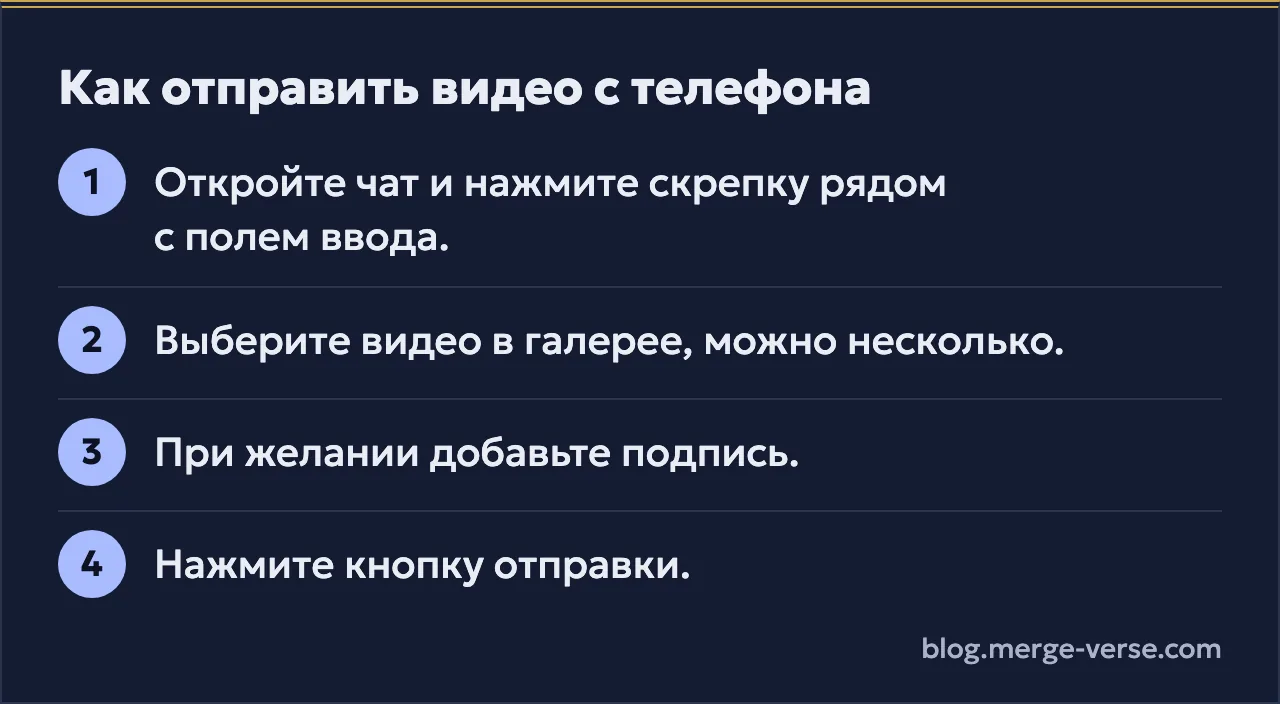 Как отправить видео с телефона
1 Откройте чат и нажмите скрепку рядом
с полем ввода.
2 Выберите видео в галерее, можно несколько.
3 При желании добавьте подпись.
4 Нажмите кнопку отправки.
blog.merge-verse.com